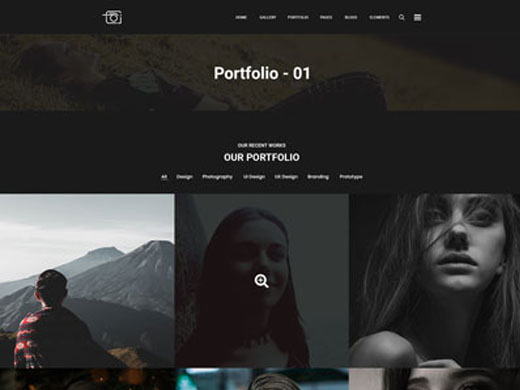 HOME GALLERY PORTFOLIO PAGES BLOGS ELEMENTS
Portfolio - 01
OUR RECENT WORKS
OUR PORTFOLIO
All Design Photography UI Design UX Design Branding Prototype